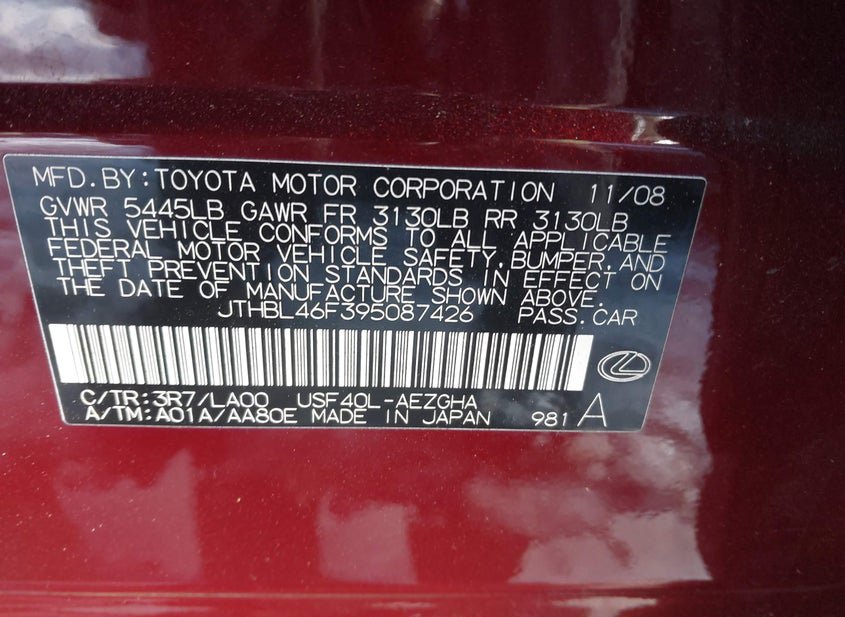 MFD.BY:TOYOTA MOTOR CORPORATION 11/08
GVWR 5445LB GAWR FR 3130LB RR 3130LB
THIS VEHICLE CONFORMS TO ALL APPLICABLE
FEDERAL MOTOR VEHICLE SAFETY,BUMPER,AND
THEFT PREVENTION STANDARDS IN EFFECT ON
THE DATE OF MANUFACTURE SHOWN ABOVE.
JTHBL46F395087426 PASS.CAR
C/TR:3R7/LA00 USF40L-AEZGHA
A/TM:A01A/AA80E MADE IN JAPAN 981 A